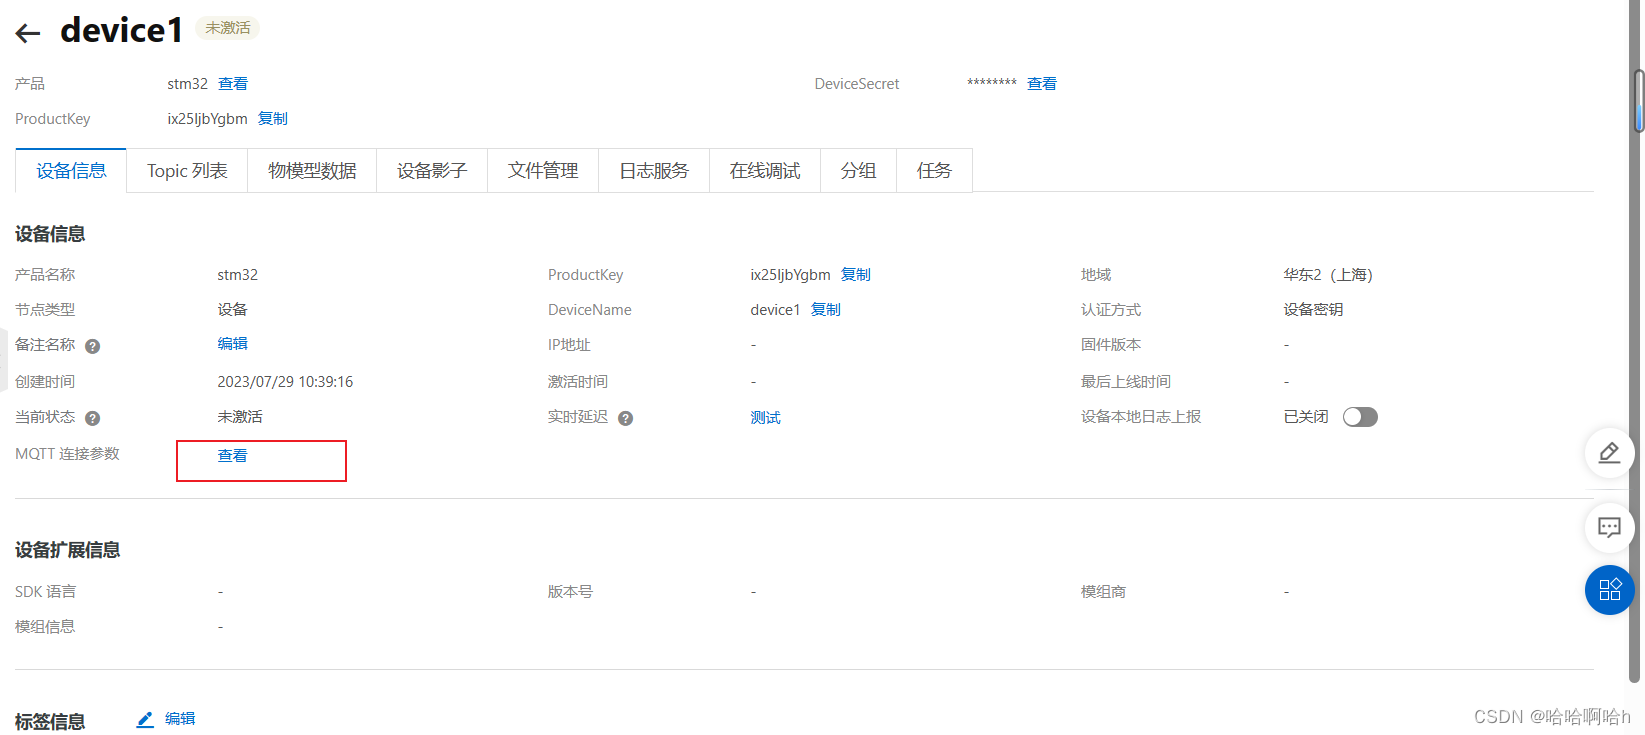 device1 未激活
产品 stm32 查看 DeviceSecret ******** 查看
ProductKey ix25ljbYgbm 复制
设备信息 Topic 列表 物模型数据 设备影子 文件管理 日志服务 在线调试 分组 任务
设备信息
产品名称 stm32 ProductKey ix25ljbYgbm 复制 地域 华东2（上海）
节点类型 设备 DeviceName device1 复制 认证方式 设备密钥
备注名称 ? 编辑 IP地址 - 固件版本 -
创建时间 2023/07/29 10:39:16 激活时间 - 最后上线时间 -
当前状态 ? 未激活 实时延迟 ? 测试 设备本地日志上报 已关闭
MQTT 连接参数 查看
设备扩展信息
SDK 语言 - 版本号 - 模组商 -
模组信息 -
标签信息 编辑
CSDN @哈哈啊哈h